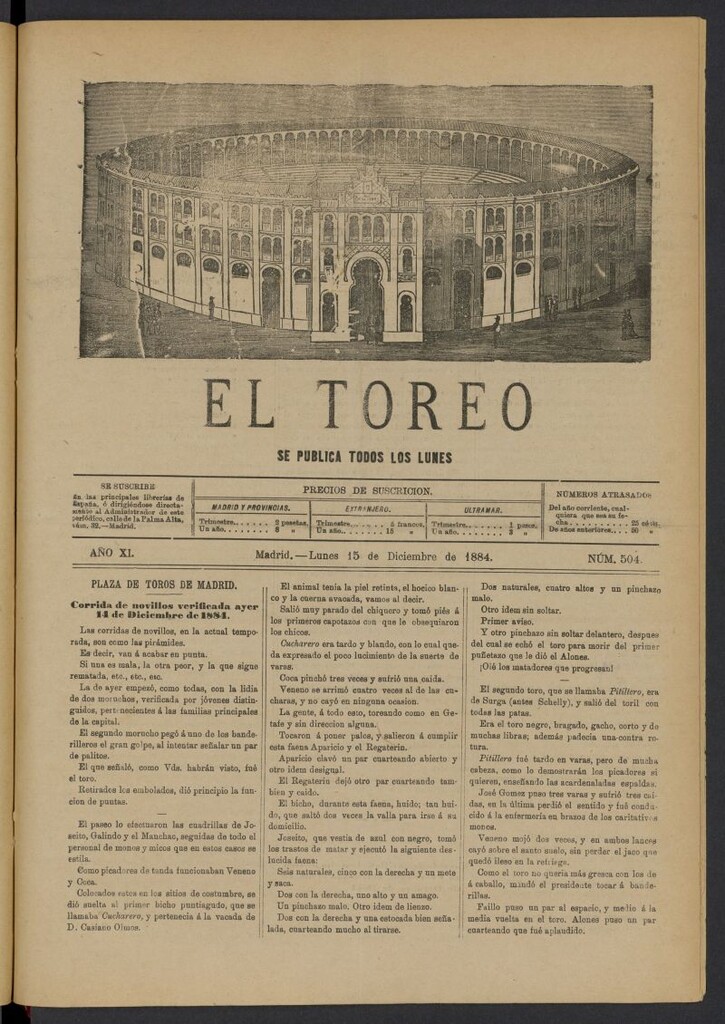 EL TOREO
SE PUBLICA TODOS LOS LUNES
SE SUSCRIBE
En las principales librerías de
España, ó dirigiéndose directa-
mente al Administrador de este
periódico, calle de la Palma Alta,
núm. 32.—Madrid.
PRECIOS DE SUSCRICION.
MADRID Y PROVINCIAS.
Trimestre....... 2 pesetas.
Un año.......... 8 »
EXTRANJERO.
Trimestre....... 4 francos.
Un año.......... 15 »
ULTRAMAR.
Trimestre....... 1 pesos.
Un año.......... 3 »
NÚMEROS ATRASADOS
Del año corriente, cual-
quiera que sea su fe-
cha.......... 25 cénts.
De años anteriores.... 50 »
AÑO XI.
Madrid.—Lunes 15 de Diciembre de 1884.
NÚM. 504.
PLAZA DE TOROS DE MADRID.
Corrida de novillos verificada ayer
14 de Diciembre de 1884.
Las corridas de novillos, en la actual tempo-
rada, son como las pirámides.
Es decir, van á acabar en punta.
Si una es mala, la otra peor, y la que sigue
rematada, etc., etc., etc.
La de ayer empezó, como todas, con la lidia
de dos moruchos, verificada por jóvenes distin-
guidos, pertenecientes á las familias principales
de la capital.
El segundo morucho pegó á uno de los bande-
rilleros el gran golpe, al intentar señalar un par
de palitos.
El que señaló, como Vds. habrán visto, fué
el toro.
Retirados los embolados, dió principio la fun-
cion de puntas.
El paseo lo efectuaron las cuadrillas de Jo-
seito, Galindo y el Manchao, seguidas de todo el
personal de monos y micos que en estos casos se
estila.
Como picadores de tanda funcionaban Veneno
y Coca.
Colocados estos en los sitios de costumbre, se
dió suelta al primer bicho puntiagudo, que se
llamaba Cucharero, y pertenecía á la vacada de
D. Casiano Olmos.
El animal tenia la piel retinta, el hocico blan-
co y la cuerna avacada, vamos al decir.
Salió muy parado del chiquero y tomó piés á
los primeros capotazos con que le obsequiaron
los chicos.
Cucharero era tardo y blando, con lo cual que-
da expresado el poco lucimiento de la suerte de
varas.
Coca pinchó tres veces y sufrió una caida.
Veneno se arrimó cuatro veces al de las cu-
charas, y no cayó en ninguna ocasion.
La gente, á todo esto, toreando como en Ge-
tafe y sin direccion alguna.
Tocaron á poner palos, y salieron á cumplir
esta faena Aparicio y el Regaterin.
Aparicio clavó un par cuarteando abierto y
otro idem desigual.
El Regaterin dejó otro par cuarteando tam-
bien y caido.
El bicho, durante esta faena, huido; tan hui-
do, que saltó dos veces la valla para irse á su
domicilio.
Joseito, que vestia de azul con negro, tomó
los trastos de matar y ejecutó la siguiente des-
lucida faena:
Seis naturales, cinco con la derecha y un mete
y saca.
Dos con la derecha, uno alto y un amago.
Un pinchazo malo. Otro idem de lienzo.
Dos con la derecha y una estocada bien seña-
lada, cuarteando mucho al tirarse.
Dos naturales, cuatro altos y un pinchazo
malo.
Otro idem sin soltar.
Primer aviso.
Y otro pinchazo sin soltar delantero, despues
del cual se echó el toro para morir del primer
puñetazo que le dió el Alones.
¡Olé los matadores que progresan!
El segundo toro, que se llamaba Pitillero, era
de Surga (antes Schelly), y salió del toril con
todas las patas.
Era el toro negro, bragado, gacho, corto y de
muchas libras; además padecia una contra ro-
tura.
Pitillero fué tardo en varas, pero de mucha
cabeza, como lo demostrarán los picadores si
quieren, enseñando las acardenaladas espaldas.
José Gomez puso tres varas y sufrió tres cai-
das, en la última perdió el sentido y fué condu-
cido á la enfermería en brazos de los caritativos
monos.
Veneno mojó dos veces, y en ambos lances
cayó sobre el santo suelo, sin perder el jaco que
quedó ileso en la refriega.
Como el toro no queria más gresca con los de
á caballo, mandó el presidente tocar á bande-
rillas.
Faillo puso un par al espacio, y medio á la
media vuelta en el toro. Alones puso un par
cuarteando que fué aplaudido.